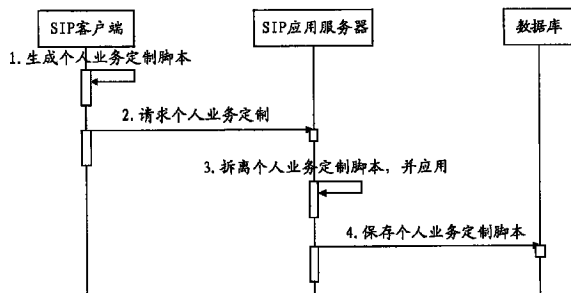 SIP客户端
SIP应用服务器
数据库
1.生成个人业务定制脚本
2.请求个人业务定制
3.拆离个人业务定制脚本，并应用
4.保存个人业务定制脚本